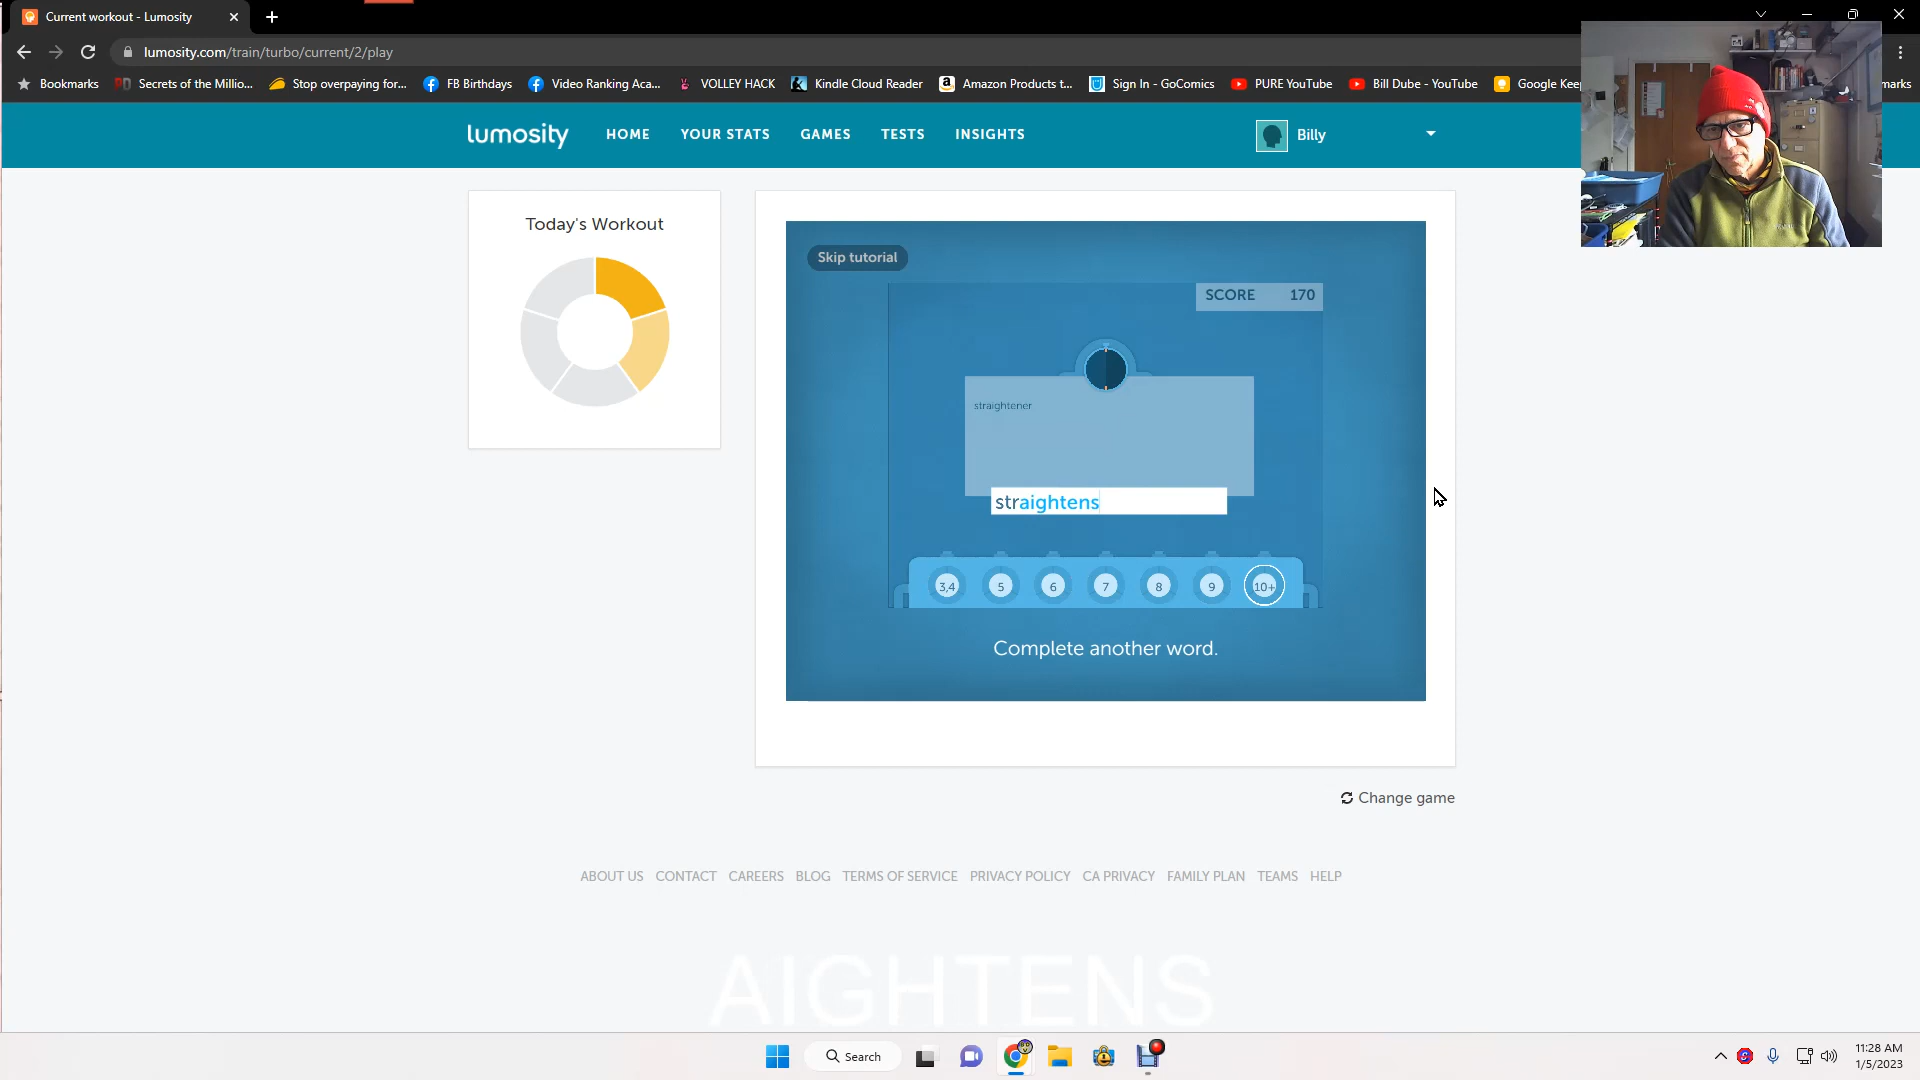 Current workout - Lumosity
lumosity.com/train/turbo/current/2/play
Bookmarks Secrets of the Millio... Stop overpaying for... FB Birthdays Video Ranking Aca... VOLLEY HACK Kindle Cloud Reader Amazon Products t... Sign In - GoComics PURE YouTube Bill Dube - YouTube Google Keep marks
lumosity HOME YOUR STATS GAMES TESTS INSIGHTS Billy
Today's Workout
Skip tutorial
SCORE 170
straightener
straightens
3,4 5 6 7 8 9 10+
Complete another word.
Change game
ABOUT US CONTACT CAREERS BLOG TERMS OF SERVICE PRIVACY POLICY CA PRIVACY FAMILY PLAN TEAMS HELP
AIGHTENS
Search
11:28 AM
1/5/2023